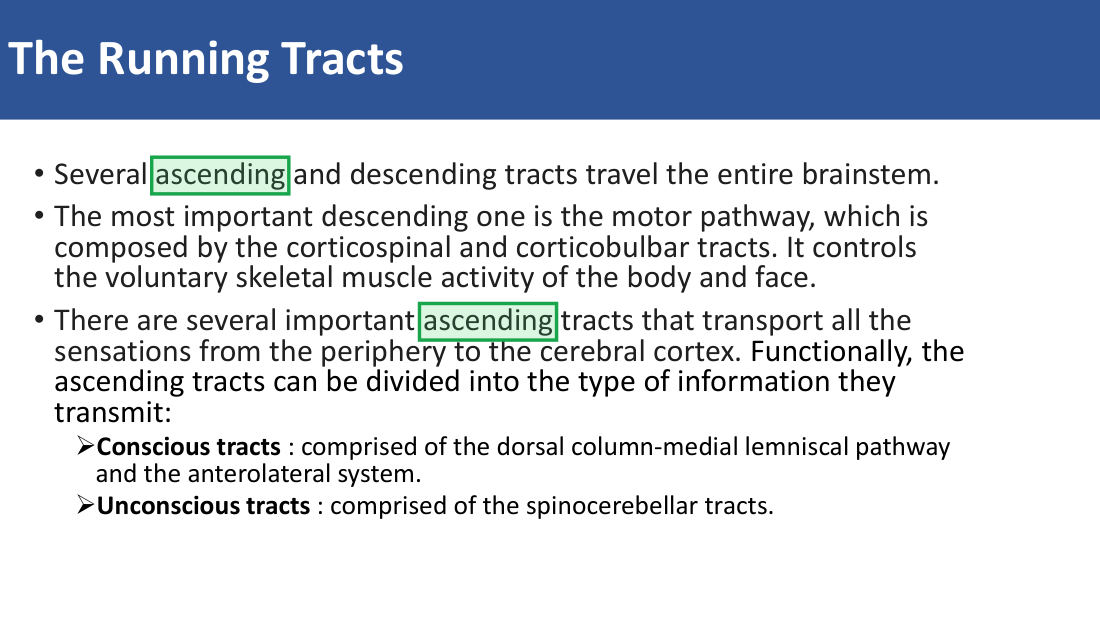 The Running Tracts
• Several ascending and descending tracts travel the entire brainstem.
• The most important descending one is the motor pathway, which is
composed by the corticospinal and corticobulbar tracts. It controls
the voluntary skeletal muscle activity of the body and face.
• There are several important ascending tracts that transport all the
sensations from the periphery to the cerebral cortex. Functionally, the
ascending tracts can be divided into the type of information they
transmit:
➢Conscious tracts : comprised of the dorsal column-medial lemniscal pathway
and the anterolateral system.
➢Unconscious tracts : comprised of the spinocerebellar tracts.